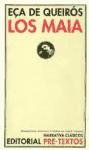 EÇA DE QUEIRÓS
LOS MAIA
NARRATIVA CLÁSICOS
EDITORIAL PRE-TEXTOS